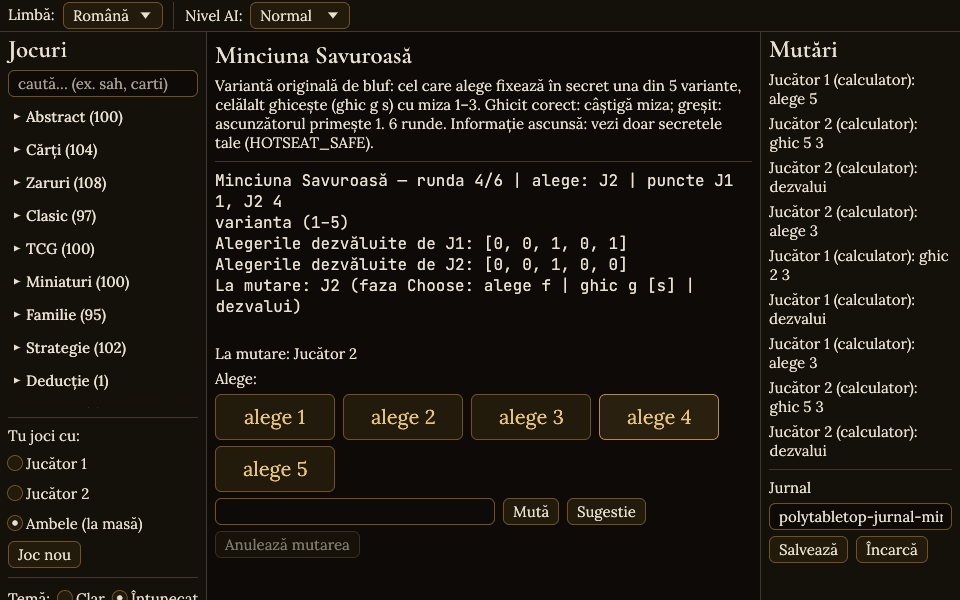 Limbă: Română ▼ Nivel AI: Normal ▼
Jocuri
caută... (ex. sah, carti)
▸ Abstract (100)
▸ Cărți (104)
▸ Zaruri (108)
▸ Clasic (97)
▸ TCG (100)
▸ Miniaturi (100)
▸ Familie (95)
▸ Strategie (102)
▸ Deducție (1)
Tu joci cu:
Jucător 1
Jucător 2
Ambele (la masă)
Joc nou
Temă: Clar Întunecat
Minciuna Savuroasă
Variantă originală de bluf: cel care alege fixează în secret una din 5 variante,
celălalt ghicește (ghic g s) cu miza 1–3. Ghicit corect: câștigă miza; greșit:
ascunzătorul primește 1. 6 runde. Informație ascunsă: vezi doar secretele
tale (HOTSEAT_SAFE).
Minciuna Savuroasă — runda 4/6 | alege: J2 | puncte J1
1, J2 4
varianta (1–5)
Alegerile dezvăluite de J1: [0, 0, 1, 0, 1]
Alegerile dezvăluite de J2: [0, 0, 1, 0, 0]
La mutare: J2 (faza Choose: alege f | ghic g [s] |
dezvalui)
La mutare: Jucător 2
Alege:
alege 1 alege 2 alege 3 alege 4
alege 5
Mută Sugestie
Anulează mutarea
Mutări
Jucător 1 (calculator):
alege 5
Jucător 2 (calculator):
ghic 5 3
Jucător 2 (calculator):
dezvalui
Jucător 2 (calculator):
alege 3
Jucător 1 (calculator): ghic
2 3
Jucător 1 (calculator):
dezvalui
Jucător 1 (calculator):
alege 3
Jucător 2 (calculator):
ghic 5 3
Jucător 2 (calculator):
dezvalui
Jurnal
polytabletop-jurnal-min
Salvează Încarcă